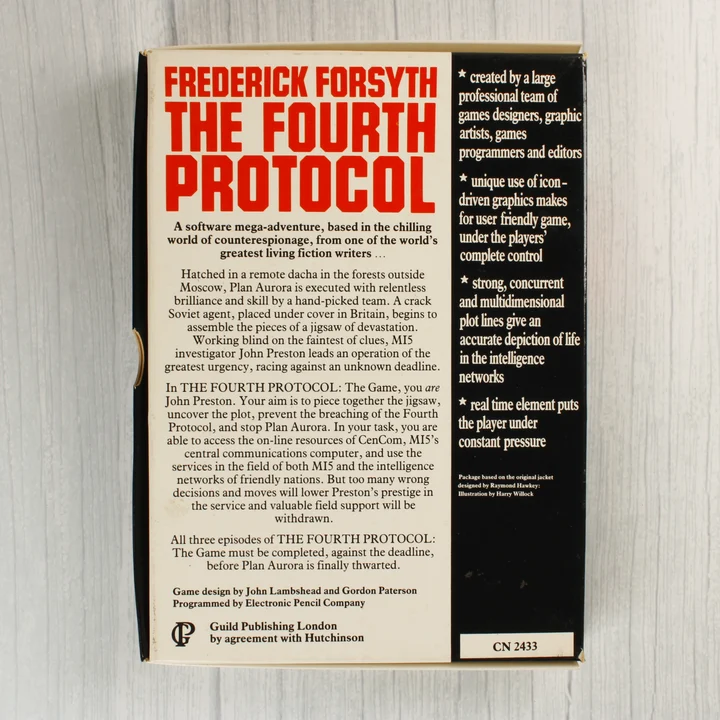 FREDERICK FORSYTH
THE FOURTH
PROTOCOL
A software mega-adventure, based in the chilling
world of counterespionage, from one of the world's
greatest living fiction writers ...
Hatched in a remote dacha in the forests outside
Moscow, Plan Aurora is executed with relentless
brilliance and skill by a hand-picked team. A crack
Soviet agent, placed under cover in Britain, begins to
assemble the pieces of a jigsaw of devastation.
Working blind on the faintest of clues, MI5
investigator John Preston leads an operation of the
greatest urgency, racing against an unknown deadline.
In THE FOURTH PROTOCOL: The Game, you are
John Preston. Your aim is to piece together the jigsaw,
uncover the plot, prevent the breaching of the Fourth
Protocol, and stop Plan Aurora. In your task, you are
able to access the on-line resources of CenCom, MI5's
central communications computer, and use the
services in the field of both MI5 and the intelligence
networks of friendly nations. But too many wrong
decisions and moves will lower Preston's prestige in
the service and valuable field support will be
withdrawn.
All three episodes of THE FOURTH PROTOCOL:
The Game must be completed, against the deadline,
before Plan Aurora is finally thwarted.
Game design by John Lambshead and Gordon Paterson
Programmed by Electronic Pencil Company
GP
Guild Publishing London
by agreement with Hutchinson
★ created by a large
professional team of
games designers, graphic
artists, games
programmers and editors
★ unique use of icon-
driven graphics makes
for user friendly game,
under the players'
complete control
★ strong, concurrent
and multidimensional
plot lines give an
accurate depiction of life
in the intelligence
networks
★ real time element puts
the player under
constant pressure
Package based on the original jacket
designed by Raymond Hawkey:
Illustration by Harry Willock
CN 2433